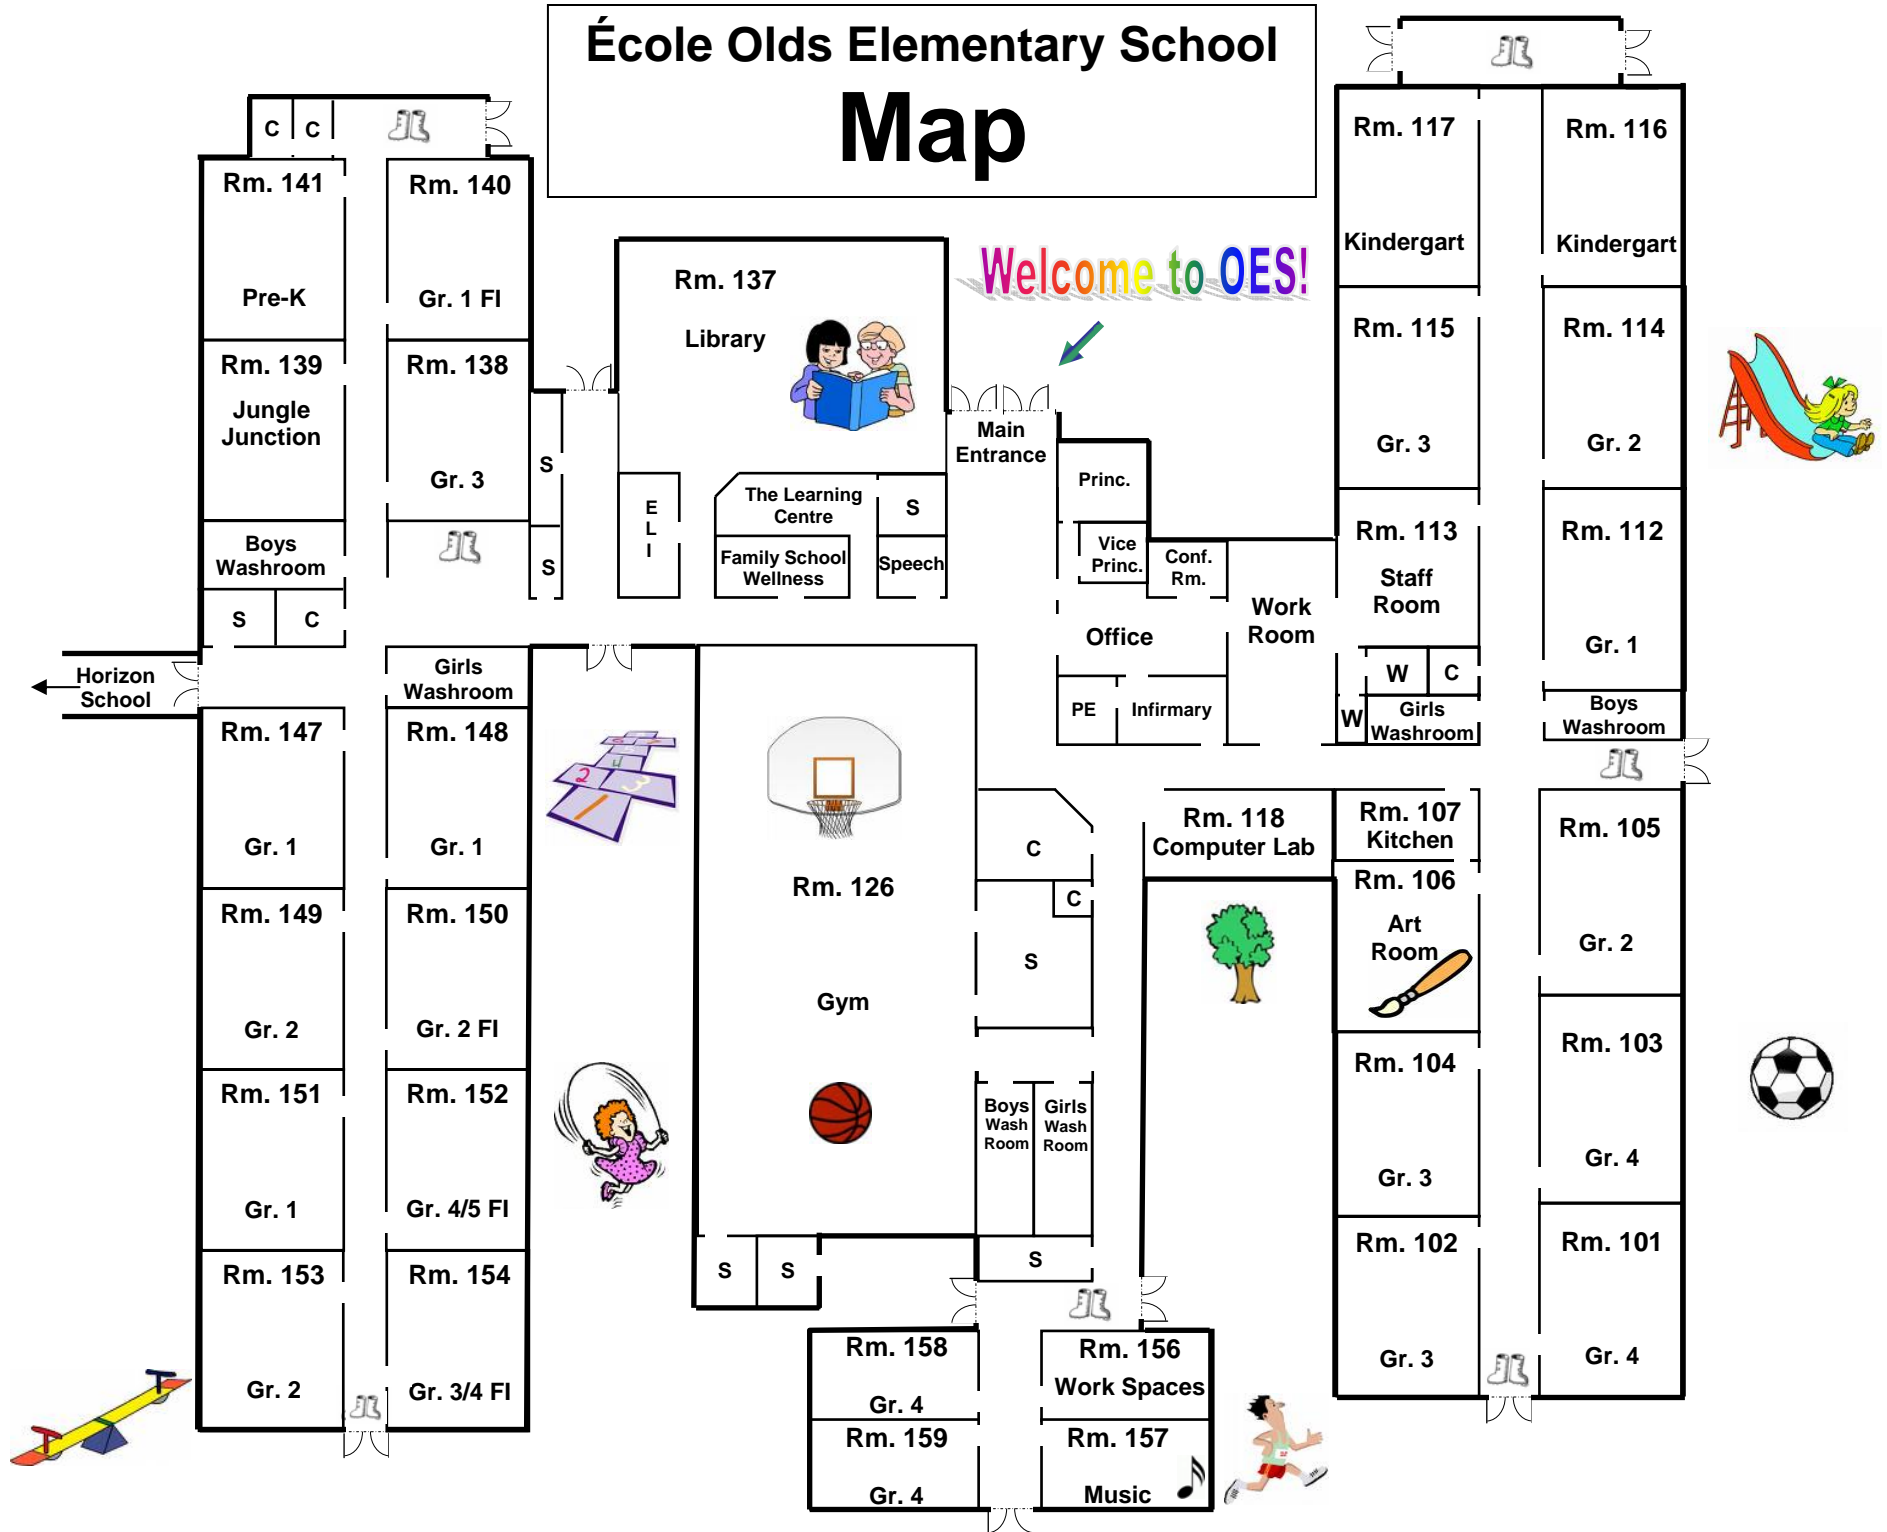 École Olds Elementary School
Map
Welcome to OES!
C
C
Rm. 141
Pre-K
Rm. 140
Gr. 1 FI
Rm. 139
Jungle
Junction
Rm. 138
Gr. 3
Boys
Washroom
S
C
S
S
Horizon
School
Girls
Washroom
Rm. 147
Gr. 1
Rm. 148
Gr. 1
Rm. 149
Gr. 2
Rm. 150
Gr. 2 FI
Rm. 151
Gr. 1
Rm. 152
Gr. 4/5 FI
Rm. 153
Gr. 2
Rm. 154
Gr. 3/4 FI
Rm. 137
Library
E
L
I
The Learning
Centre
S
Family School
Wellness
Speech
Main
Entrance
Princ.
Vice
Princ.
Conf.
Rm.
Office
Work
Room
PE
Infirmary
4
2
3
1
Rm. 126
Gym
C
C
S
Boys
Wash
Room
Girls
Wash
Room
S
S
S
Rm. 158
Gr. 4
Rm. 156
Work Spaces
Rm. 159
Gr. 4
Rm. 157
Music
Rm. 117
Kindergart
Rm. 116
Kindergart
Rm. 115
Gr. 3
Rm. 114
Gr. 2
Rm. 113
Staff
Room
Rm. 112
Gr. 1
W
C
W
Girls
Washroom
Boys
Washroom
Rm. 118
Computer Lab
Rm. 107
Kitchen
Rm. 106
Art
Room
Rm. 105
Gr. 2
Rm. 104
Gr. 3
Rm. 103
Gr. 4
Rm. 102
Gr. 3
Rm. 101
Gr. 4